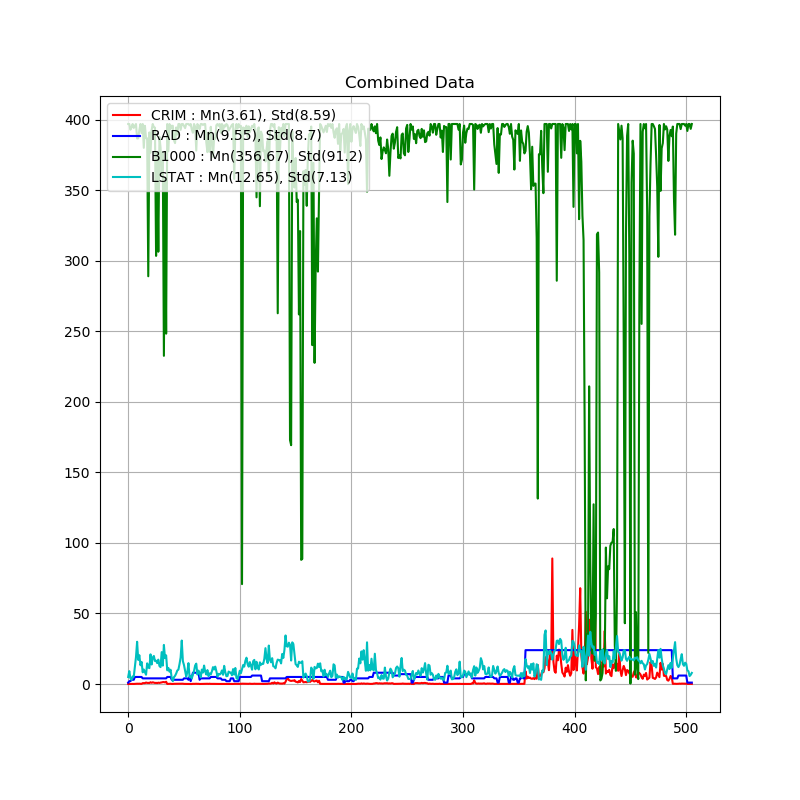 Combined Data
CRIM : Mn(3.61), Std(8.59)
RAD : Mn(9.55), Std(8.7)
B1000 : Mn(356.67), Std(91.2)
LSTAT : Mn(12.65), Std(7.13)
400
350
300
250
200
150
100
50
0
0 100 200 300 400 500